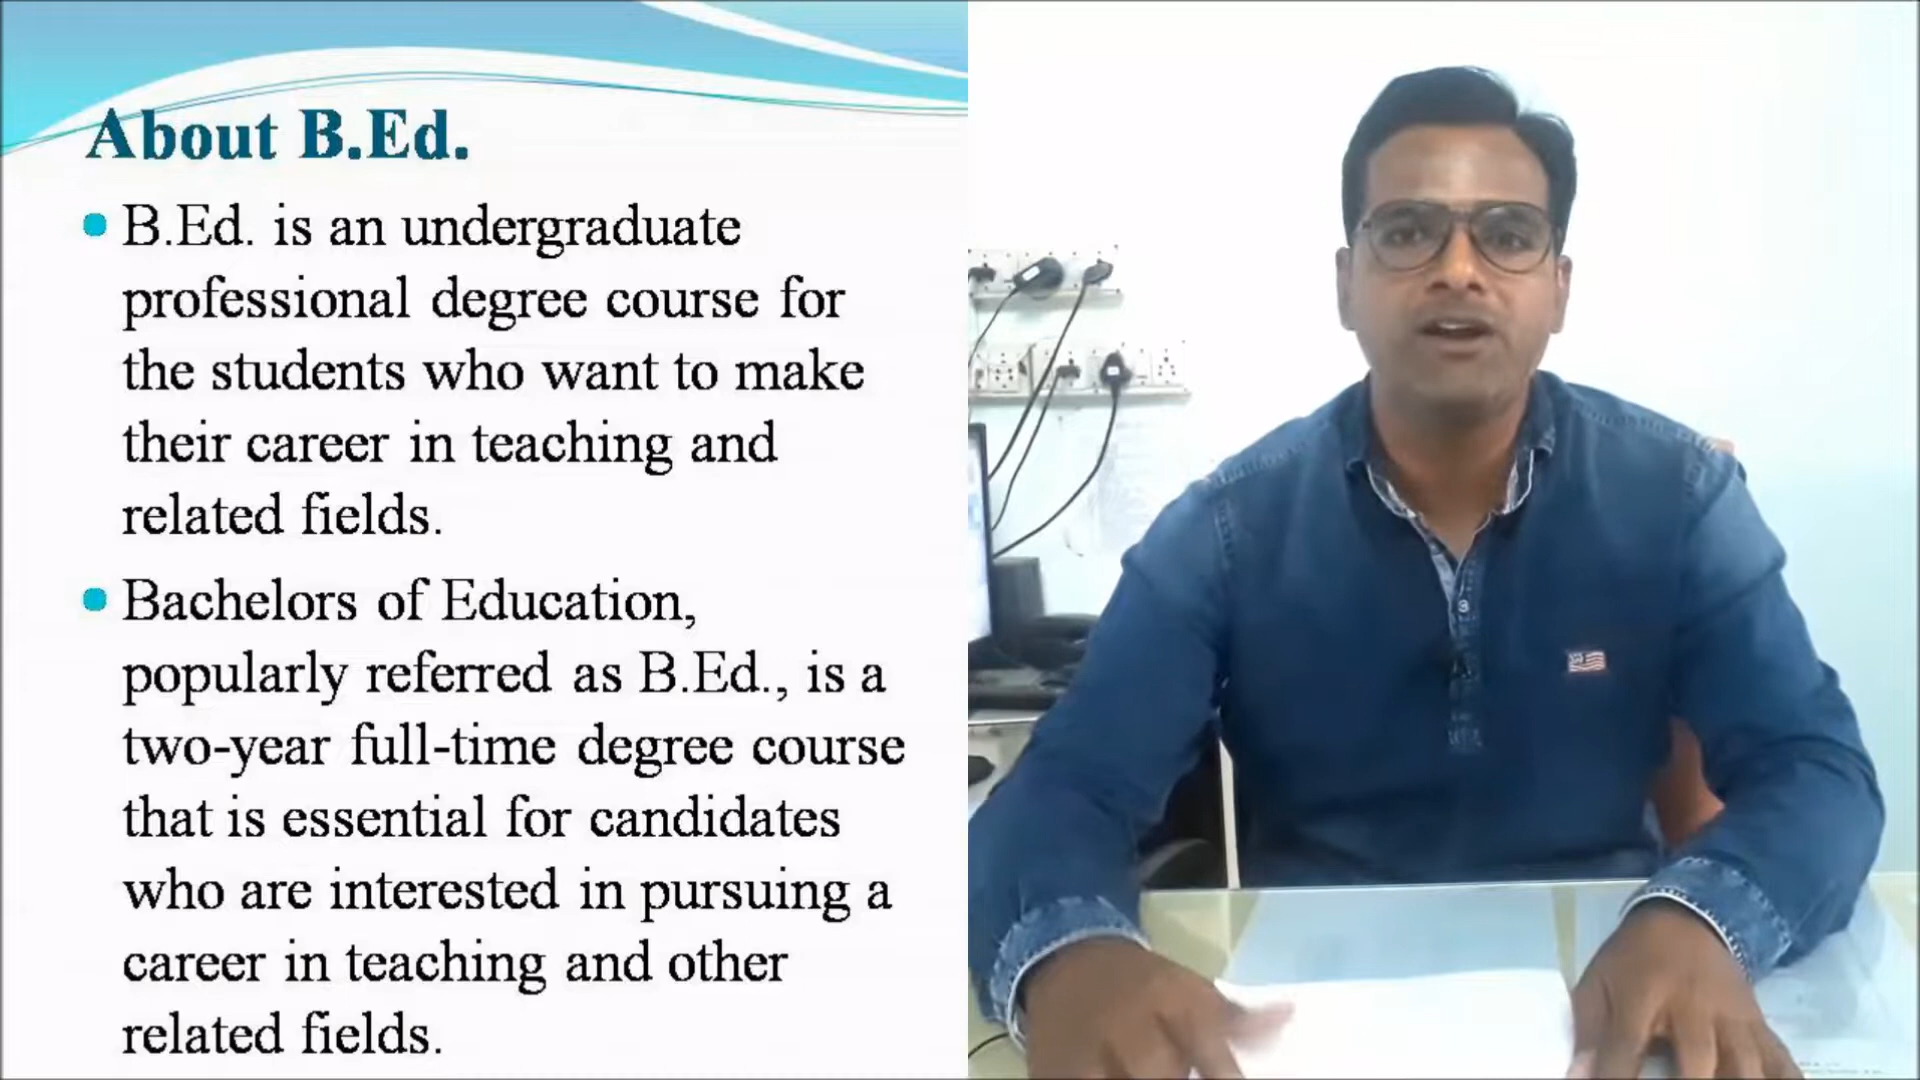 About B.Ed.
B.Ed. is an undergraduate
professional degree course for
the students who want to make
their career in teaching and
related fields.
Bachelors of Education,
popularly referred as B.Ed., is a
two-year full-time degree course
that is essential for candidates
who are interested in pursuing a
career in teaching and other
related fields.